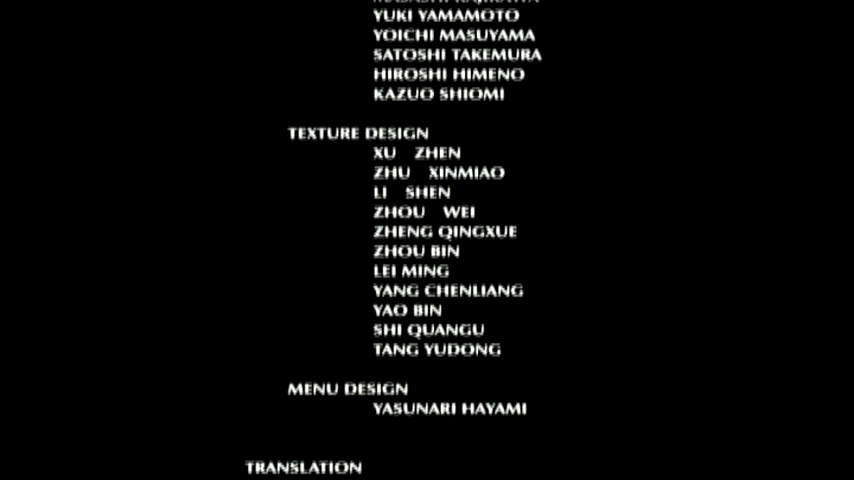 YUKI YAMAMOTO
YOICHI MASUYAMA
SATOSHI TAKEMURA
HIROSHI HIMENO
KAZUO SHIOMI
TEXTURE DESIGN
XU ZHEN
ZHU XINMIAO
LI SHEN
ZHOU WEI
ZHENG QINGXUE
ZHOU BIN
LEI MING
YANG CHENLIANG
YAO BIN
SHI QUANGU
TANG YUDONG
MENU DESIGN
YASUNARI HAYAMI
TRANSLATION